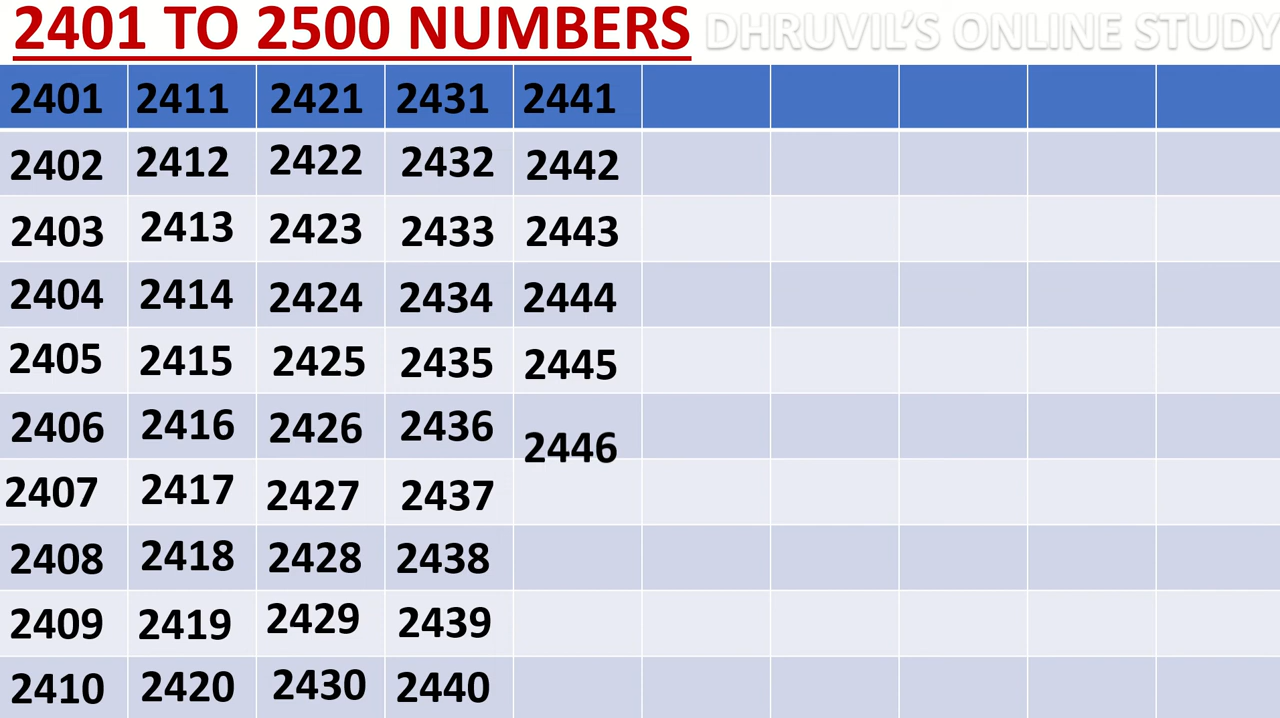 2401 TO 2500 NUMBERS DHRUVIL'S ONLINE STUDY
2401 2411 2421 2431 2441
2402 2412 2422 2432 2442
2403 2413 2423 2433 2443
2404 2414 2424 2434 2444
2405 2415 2425 2435 2445
2406 2416 2426 2436 2446
2407 2417 2427 2437
2408 2418 2428 2438
2409 2419 2429 2439
2410 2420 2430 2440